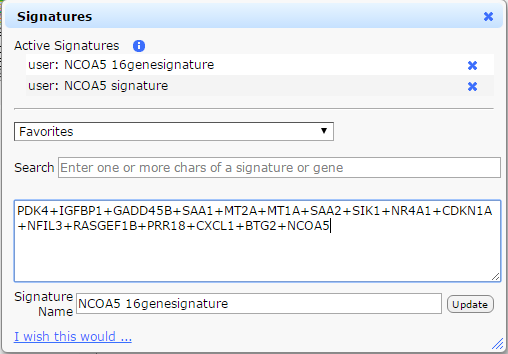 Signatures
Active Signatures
user: NCOA5 16genesignature
user: NCOA5 signature
Favorites
Search Enter one or more chars of a signature or gene
PDK4+IGFBP1+GADD45B+SAA1+MT2A+MT1A+SAA2+SIK1+NR4A1+CDKN1A
+NFIL3+RASGEF1B+PRR18+CXCL1+BTG2+NCOA5
Signature
Name NCOA5 16genesignature Update
I wish this would ...